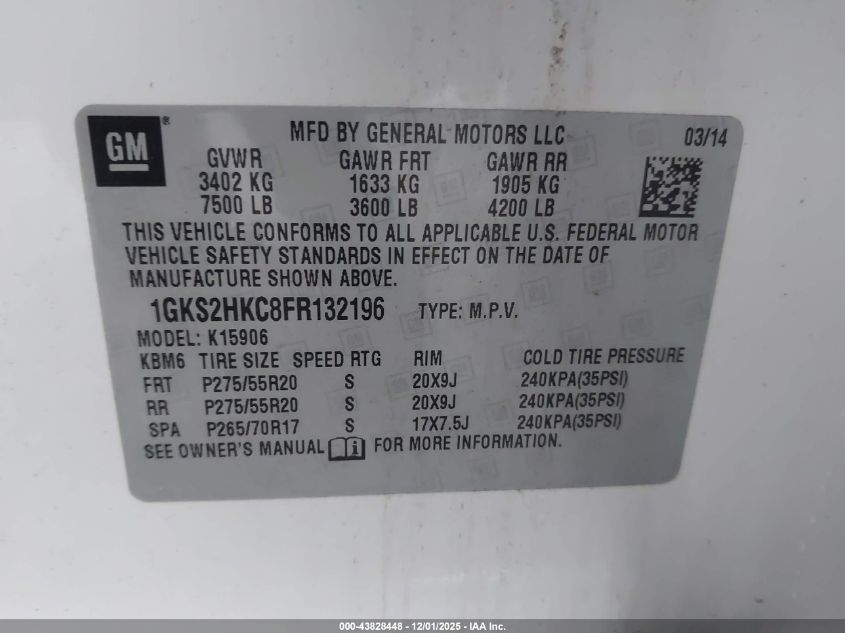 GM® MFD BY GENERAL MOTORS LLC 03/14
GVWR GAWR FRT GAWR RR
3402 KG 1633 KG 1905 KG
7500 LB 3600 LB 4200 LB
THIS VEHICLE CONFORMS TO ALL APPLICABLE U.S. FEDERAL MOTOR
VEHICLE SAFETY STANDARDS IN EFFECT ON THE DATE OF
MANUFACTURE SHOWN ABOVE.
1GKS2HKC8FR132196 TYPE: M.P.V.
MODEL: K15906
KBM6 TIRE SIZE SPEED RTG RIM COLD TIRE PRESSURE
FRT P275/55R20 S 20X9J 240KPA(35PSI)
RR P275/55R20 S 20X9J 240KPA(35PSI)
SPA P265/70R17 S 17X7.5J 240KPA(35PSI)
SEE OWNER'S MANUAL i FOR MORE INFORMATION.
000-43828448 - 12/01/2025 - IAA Inc.